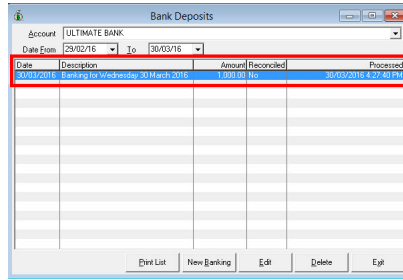 Bank Deposits
Account ULTIMATE BANK
Date From 29/02/16 To 30/03/16
Date Description Amount Reconciled Processed
30/03/2016 Banking for Wednesday 30 March 2016 1,000.00 No 30/03/2016 4:27:40 PM
Print List New Banking Edit Delete Exit